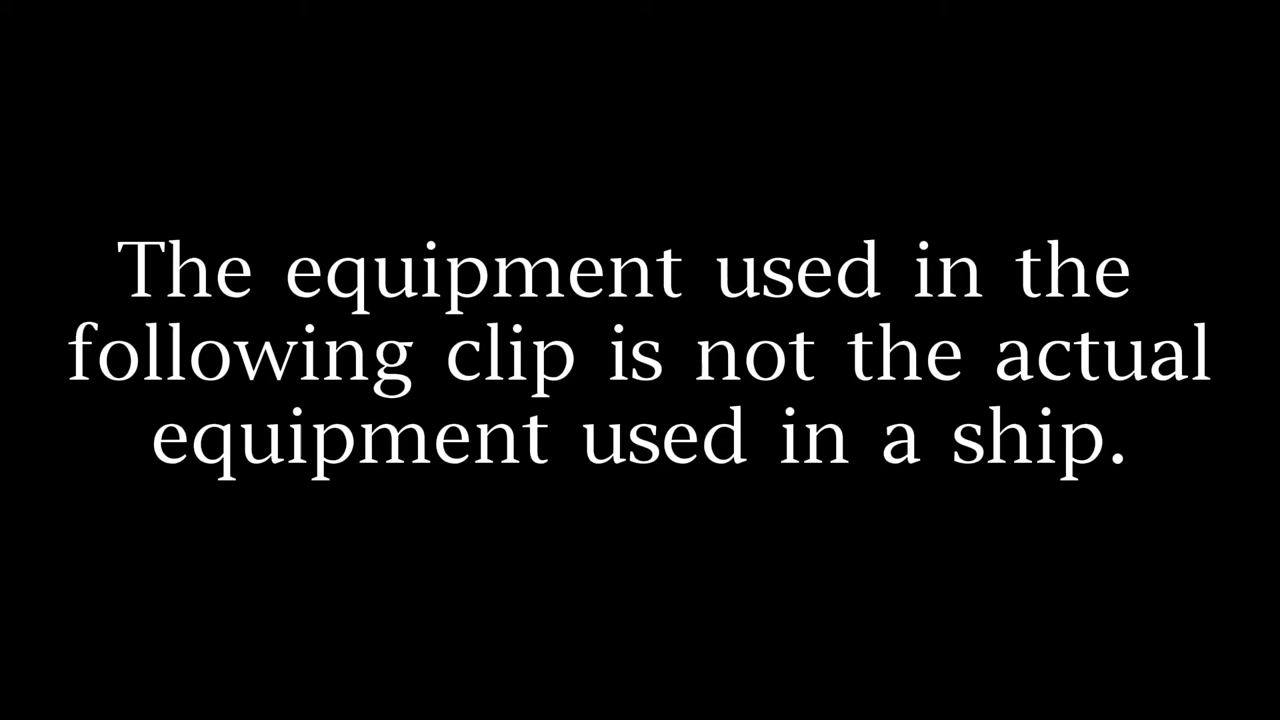 The equipment used in the
following clip is not the actual
equipment used in a ship.